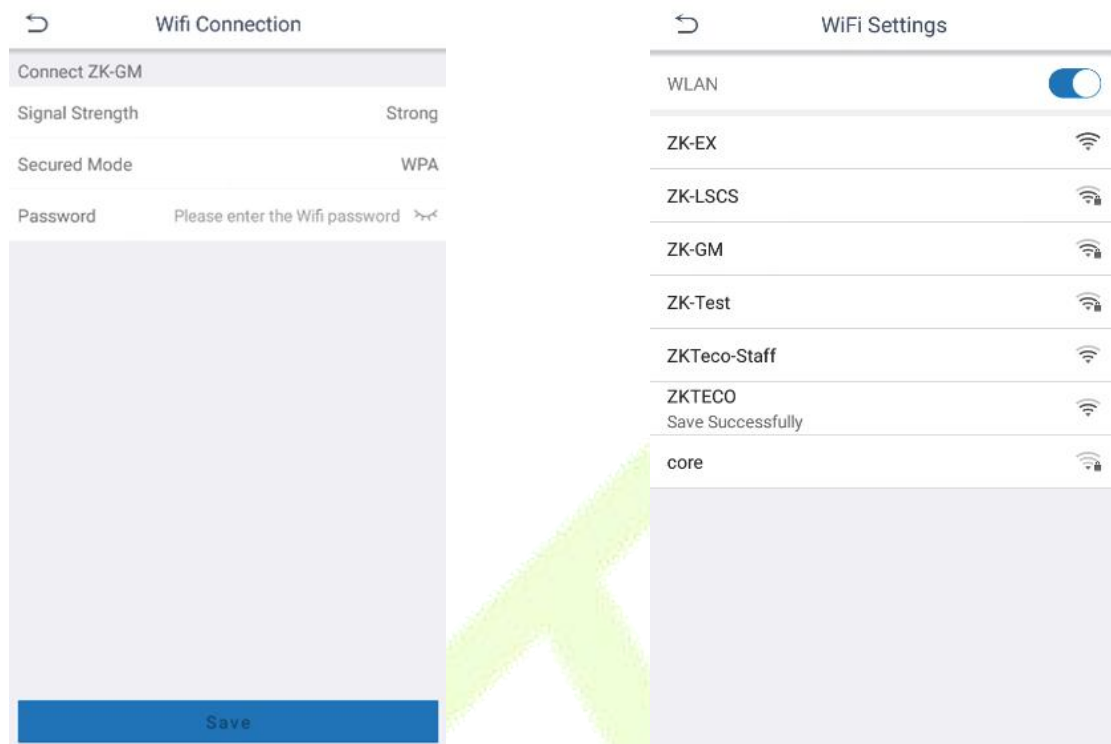 Wifi Connection
Connect ZK-GM
Signal Strength Strong
Secured Mode WPA
Password Please enter the Wifi password
Save
WiFi Settings
WLAN
ZK-EX
ZK-LSCS
ZK-GM
ZK-Test
ZKTeco-Staff
ZKTECO
Save Successfully
core